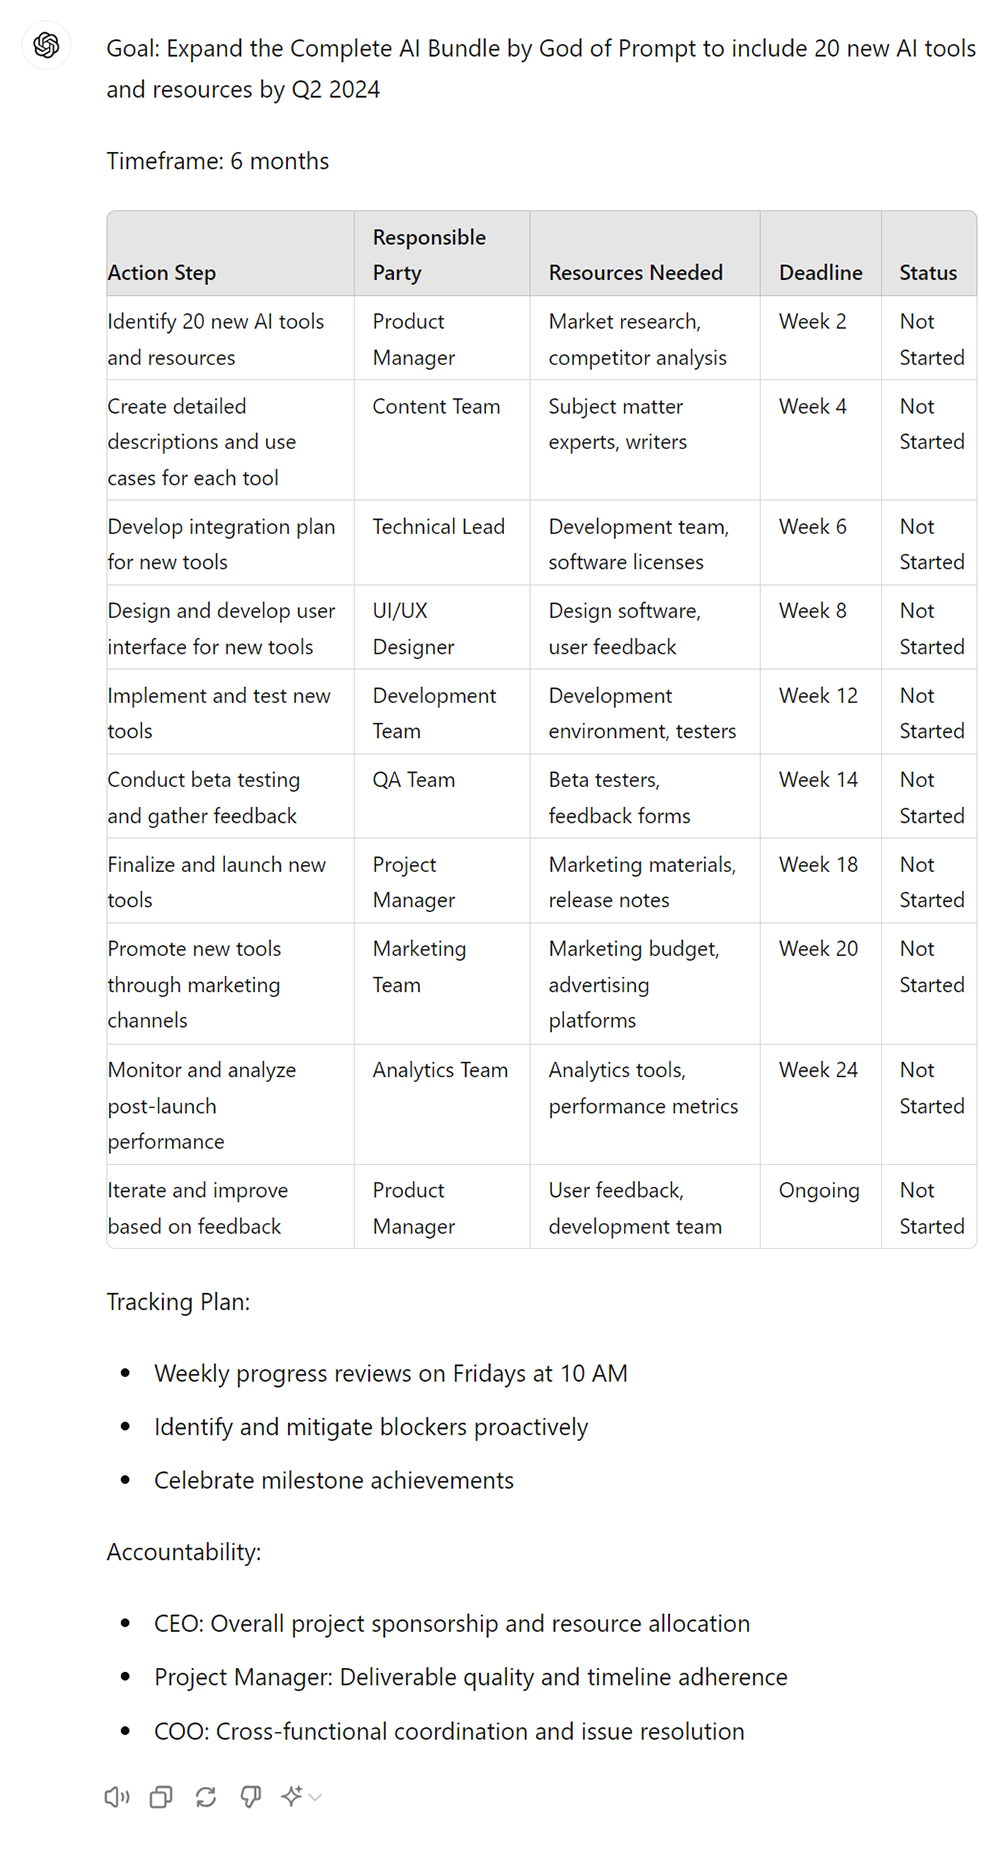 Goal: Expand the Complete AI Bundle by God of Prompt to include 20 new AI tools
and resources by Q2 2024
Timeframe: 6 months
Action Step
Responsible
Party
Resources Needed
Deadline
Status
Identify 20 new AI tools
and resources
Product
Manager
Market research,
competitor analysis
Week 2
Not
Started
Create detailed
descriptions and use
cases for each tool
Content Team
Subject matter
experts, writers
Week 4
Not
Started
Develop integration plan
for new tools
Technical Lead
Development team,
software licenses
Week 6
Not
Started
Design and develop user
interface for new tools
UI/UX
Designer
Design software,
user feedback
Week 8
Not
Started
Implement and test new
tools
Development
Team
Development
environment, testers
Week 12
Not
Started
Conduct beta testing
and gather feedback
QA Team
Beta testers,
feedback forms
Week 14
Not
Started
Finalize and launch new
tools
Project
Manager
Marketing materials,
release notes
Week 18
Not
Started
Promote new tools
through marketing
channels
Marketing
Team
Marketing budget,
advertising
platforms
Week 20
Not
Started
Monitor and analyze
post-launch
performance
Analytics Team
Analytics tools,
performance metrics
Week 24
Not
Started
Iterate and improve
based on feedback
Product
Manager
User feedback,
development team
Ongoing
Not
Started
Tracking Plan:
• Weekly progress reviews on Fridays at 10 AM
• Identify and mitigate blockers proactively
• Celebrate milestone achievements
Accountability:
• CEO: Overall project sponsorship and resource allocation
• Project Manager: Deliverable quality and timeline adherence
• COO: Cross-functional coordination and issue resolution